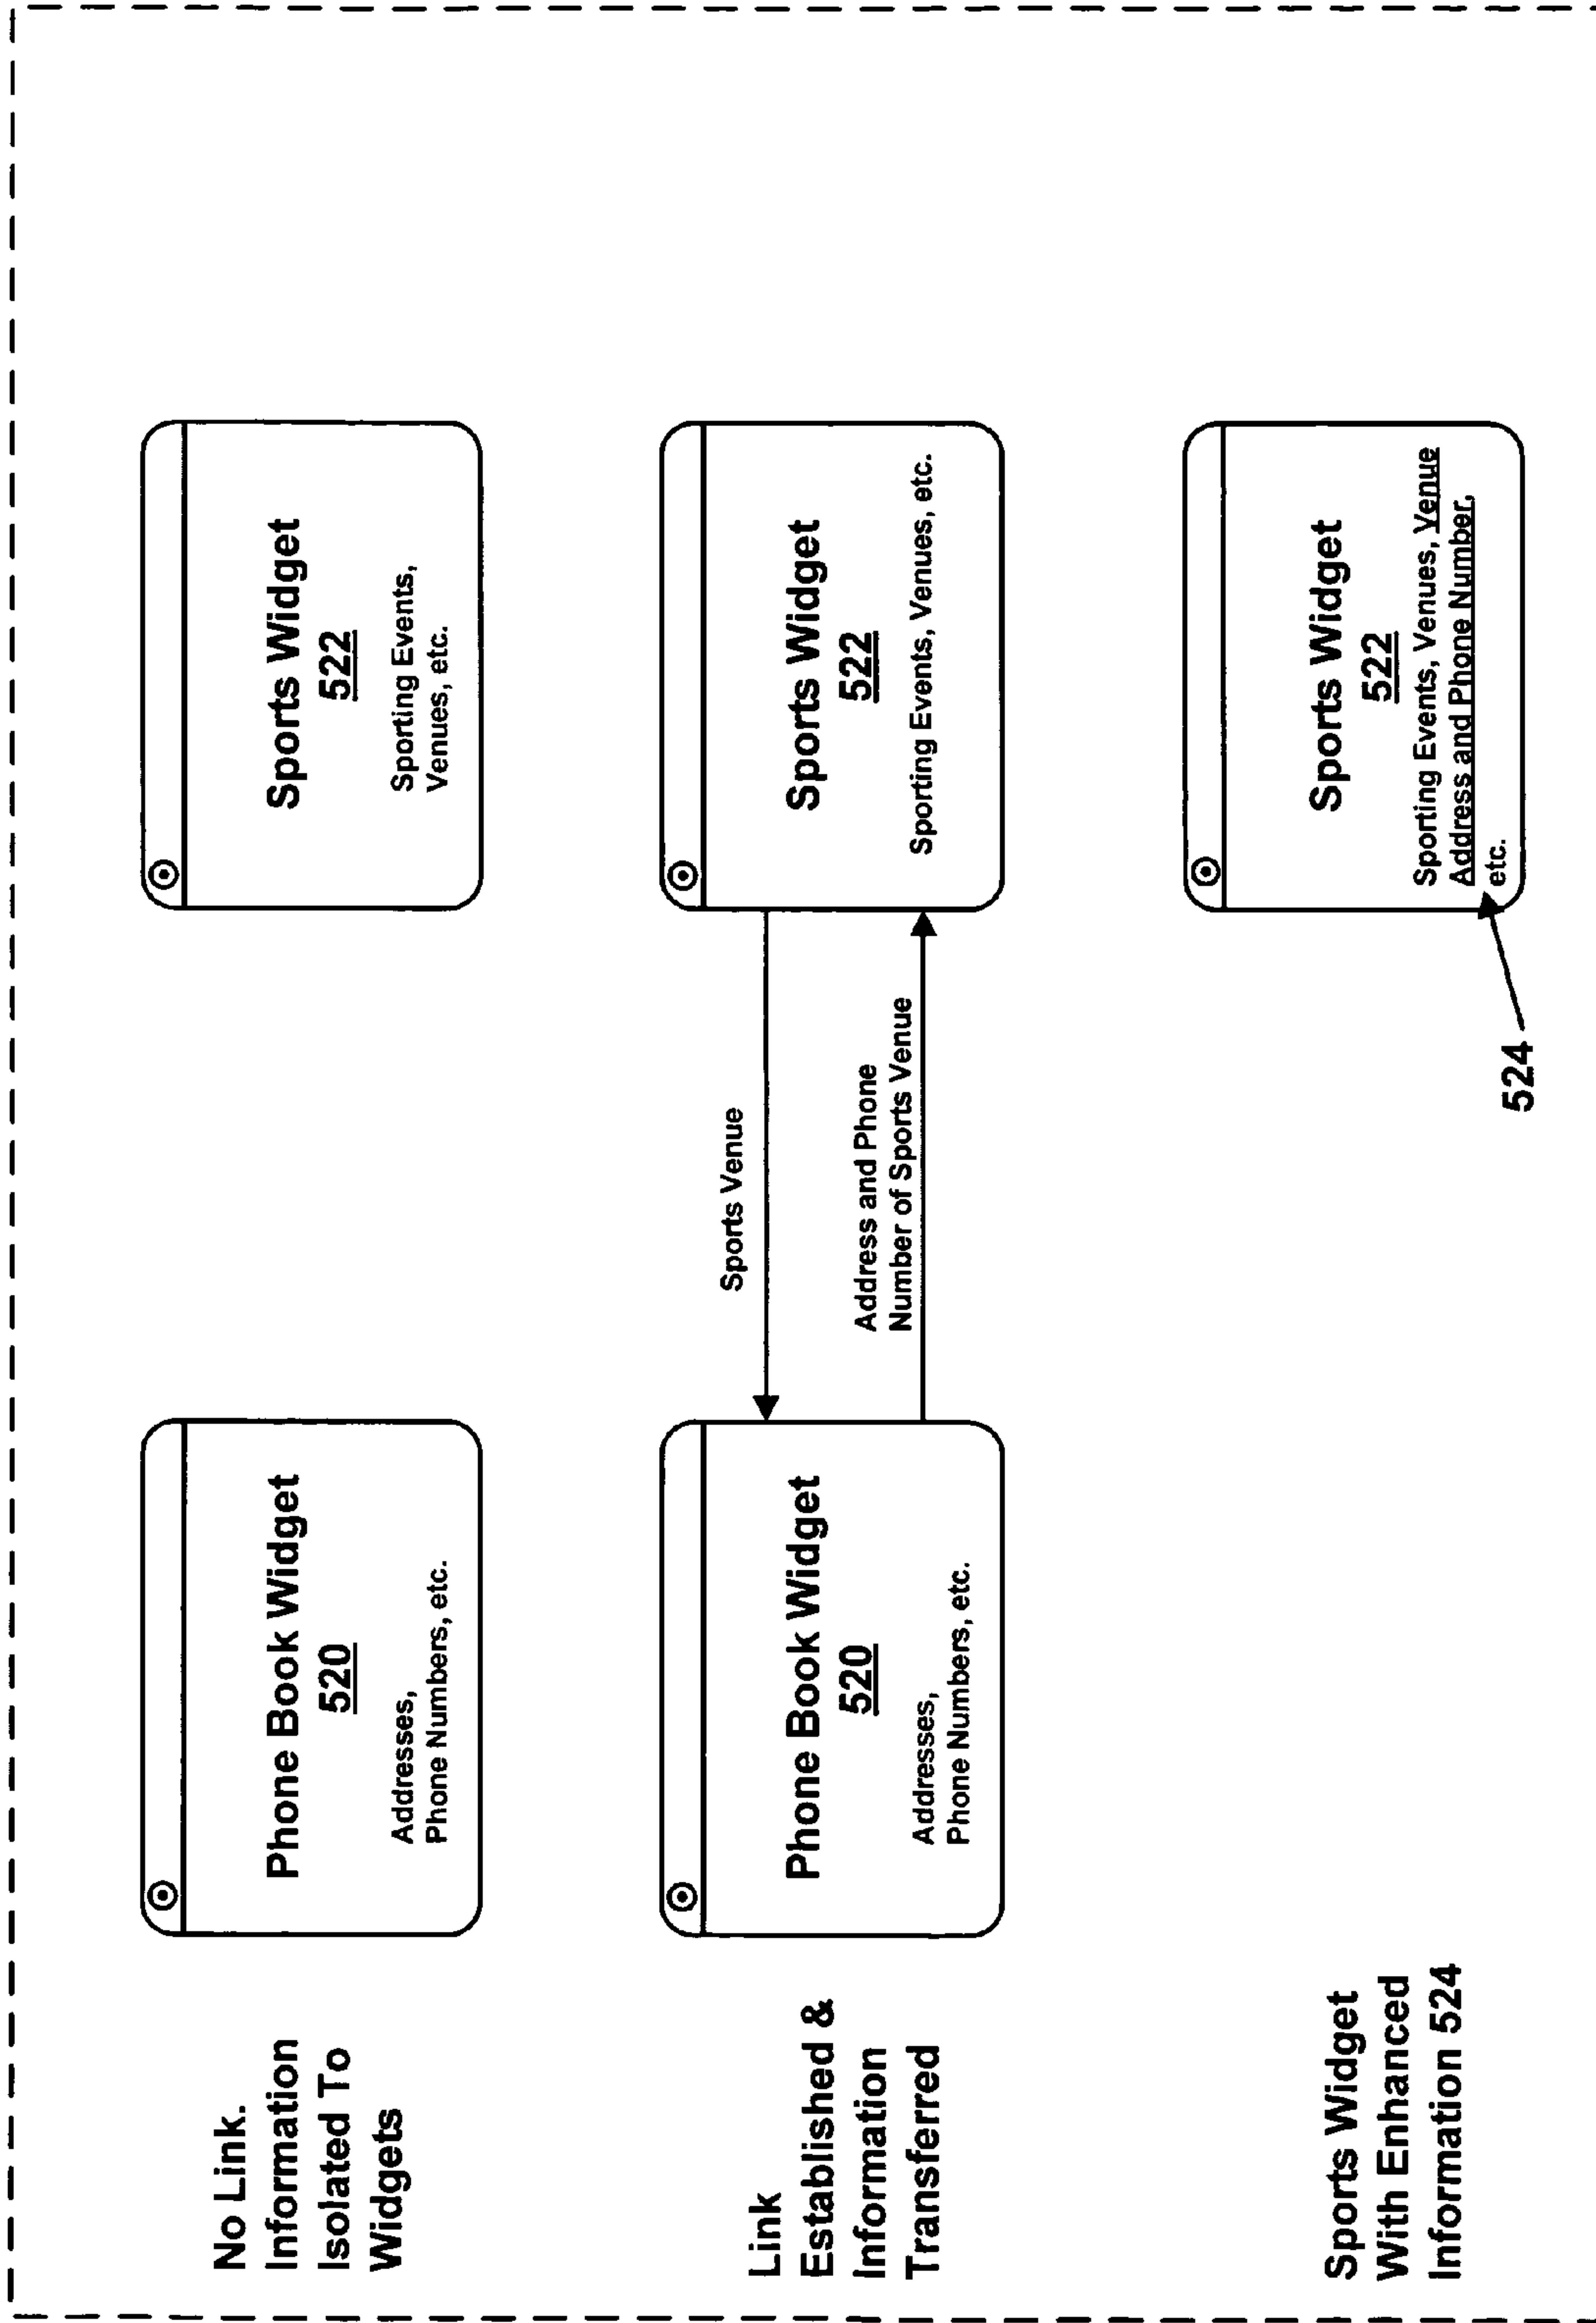 No Link.
Information
Isolated To
Widgets
Phone Book Widget
520
Addresses,
Phone Numbers, etc.
Sports Widget
522
Sporting Events,
Venues, etc.
Link
Established &
Information
Transferred
Phone Book Widget
520
Addresses,
Phone Numbers, etc.
Sports Venue
Address and Phone
Number of Sports Venue
Sports Widget
522
Sporting Events, Venues, etc.
Sports Widget
With Enhanced
Information 524
524
Sports Widget
522
Sporting Events, Venues, Venue
Address and Phone Number,
etc.